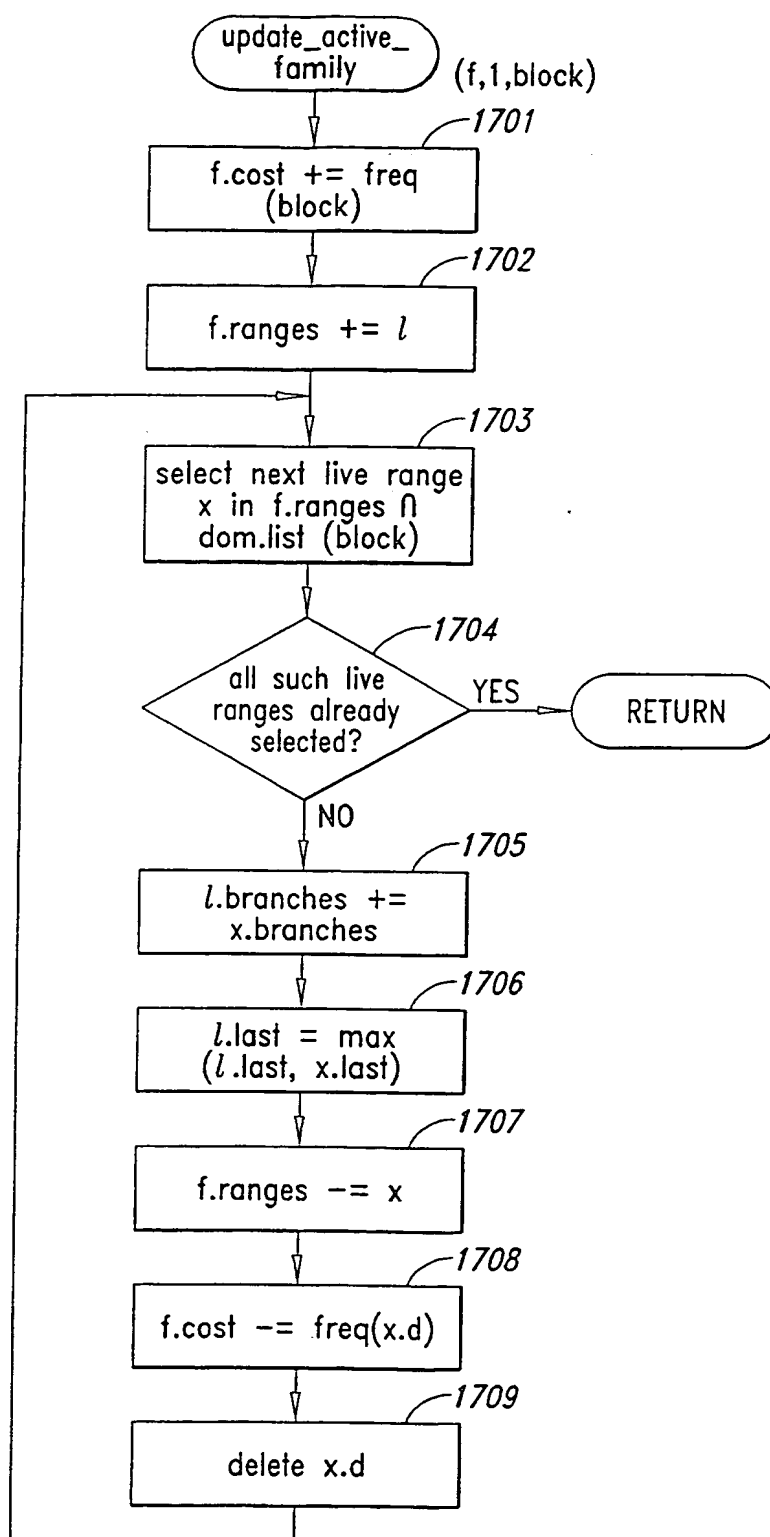 update_active_
family
(f,1,block)
1701
f.cost += freq
(block)
1702
f.ranges += l
1703
select next live range
x in f.ranges ∩
dom.list (block)
1704
all such live
ranges already
selected?
YES
RETURN
NO
1705
l.branches +=
x.branches
1706
l.last = max
(l.last, x.last)
1707
f.ranges –= x
1708
f.cost –= freq(x.d)
1709
delete x.d